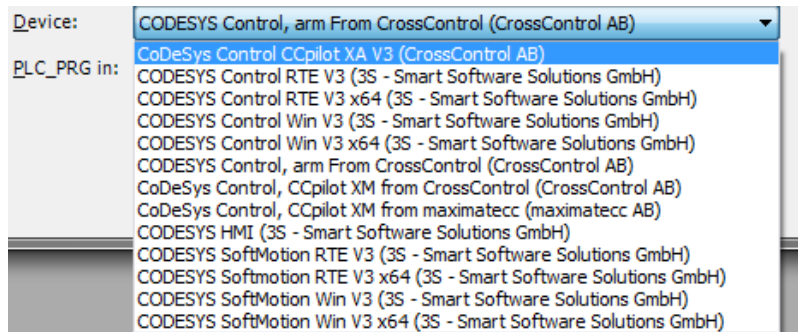 Device: CODESYS Control, arm From CrossControl (CrossControl AB)
CoDeSys Control CCpilot XA V3 (CrossControl AB)
PLC_PRG in:
CODESYS Control RTE V3 (3S - Smart Software Solutions GmbH)
CODESYS Control RTE V3 x64 (3S - Smart Software Solutions GmbH)
CODESYS Control Win V3 (3S - Smart Software Solutions GmbH)
CODESYS Control Win V3 x64 (3S - Smart Software Solutions GmbH)
CODESYS Control, arm From CrossControl (CrossControl AB)
CoDeSys Control, CCpilot XM from CrossControl (CrossControl AB)
CoDeSys Control, CCpilot XM from maximatecc (maximatecc AB)
CODESYS HMI (3S - Smart Software Solutions GmbH)
CODESYS SoftMotion RTE V3 (3S - Smart Software Solutions GmbH)
CODESYS SoftMotion RTE V3 x64 (3S - Smart Software Solutions GmbH)
CODESYS SoftMotion Win V3 (3S - Smart Software Solutions GmbH)
CODESYS SoftMotion Win V3 x64 (3S - Smart Software Solutions GmbH)